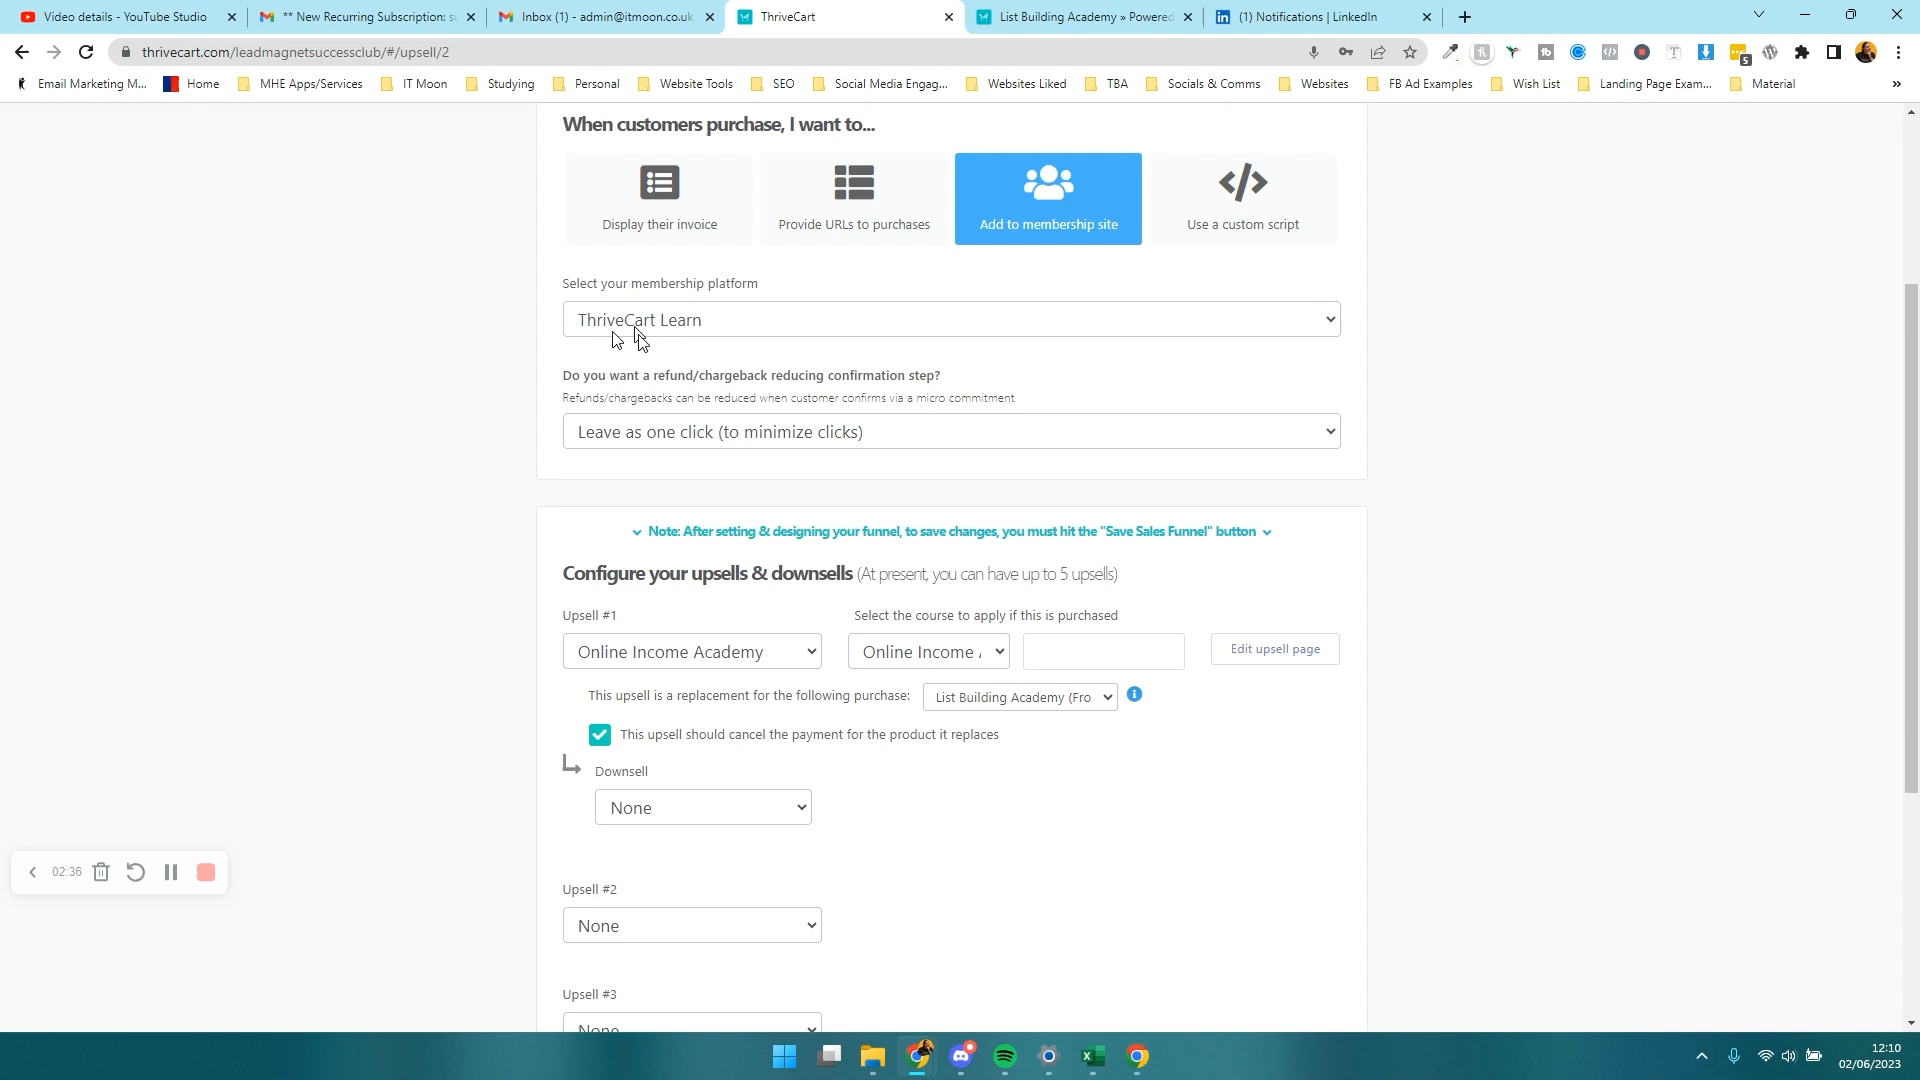 Video details - YouTube Studio
** New Recurring Subscription: su
Inbox (1) - admin@itmoon.co.uk
ThriveCart
List Building Academy » Powered
(1) Notifications | LinkedIn
thrivecart.com/leadmagnetsuccessclub/#/upsell/2
5
Email Marketing M...
Home
MHE Apps/Services
IT Moon
Studying
Personal
Website Tools
SEO
Social Media Engag...
Websites Liked
TBA
Socials & Comms
Websites
FB Ad Examples
Wish List
Landing Page Exam...
Material
»
When customers purchase, I want to...
Display their invoice
Provide URLs to purchases
Add to membership site
Use a custom script
Select your membership platform
ThriveCart Learn
Do you want a refund/chargeback reducing confirmation step?
Refunds/chargebacks can be reduced when customer confirms via a micro commitment
Leave as one click (to minimize clicks)
Note: After setting & designing your funnel, to save changes, you must hit the "Save Sales Funnel" button
Configure your upsells & downsells (At present, you can have up to 5 upsells)
Upsell #1
Select the course to apply if this is purchased
Online Income Academy
Online Income
Edit upsell page
This upsell is a replacement for the following purchase:
List Building Academy (Fro
This upsell should cancel the payment for the product it replaces
Downsell
None
02:36
Upsell #2
None
Upsell #3
None
12:10
02/06/2023